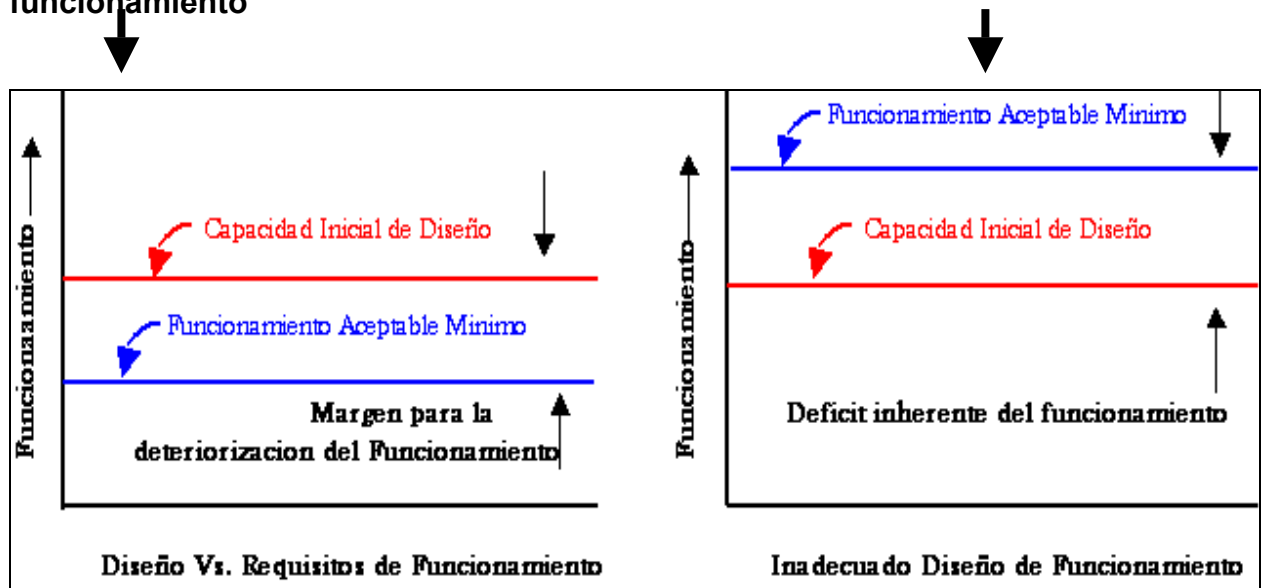 funcionamiento
Funcionamiento
Capacidad Inicial de Diseño
Funcionamiento Aceptable Minimo
Margen para la
deteriorizacion del Funcionamiento
Diseño Vs. Requisitos de Funcionamiento
Funcionamiento
Funcionamiento Aceptable Minimo
Capacidad Inicial de Diseño
Deficit inherente del funcionamiento
Inadecuado Diseño de Funcionamiento